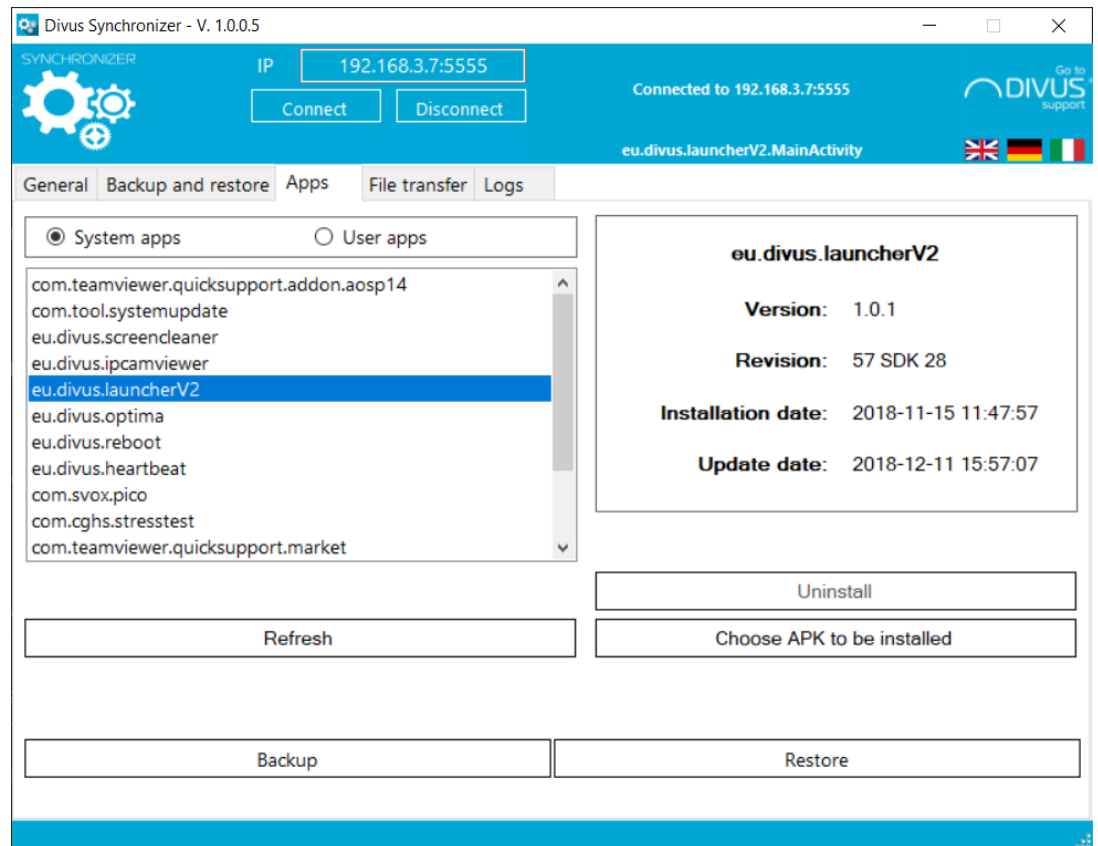 Divus Synchronizer - V. 1.0.0.5
SYNCHRONIZER
IP 192.168.3.7:5555
Connect Disconnect
Connected to 192.168.3.7:5555
eu.divus.launcherV2.MainActivity
Go to
DIVUS
support
General Backup and restore Apps File transfer Logs
System apps User apps
com.teamviewer.quicksupport.addon.aosp14
com.tool.systemupdate
eu.divus.screencleaner
eu.divus.ipcamviewer
eu.divus.launcherV2
eu.divus.optima
eu.divus.reboot
eu.divus.heartbeat
com.svox.pico
com.cghs.stresstest
com.teamviewer.quicksupport.market
eu.divus.launcherV2
Version: 1.0.1
Revision: 57 SDK 28
Installation date: 2018-11-15 11:47:57
Update date: 2018-12-11 15:57:07
Uninstall
Refresh
Choose APK to be installed
Backup
Restore